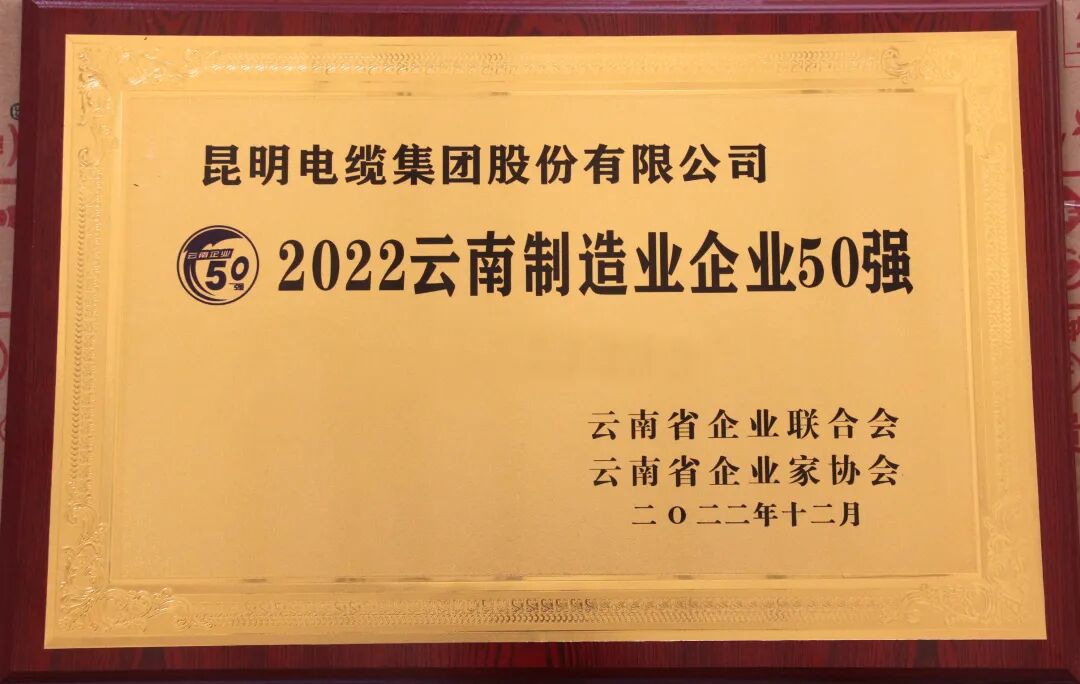 昆明电缆集团股份有限公司
云南企业
50
强
2022云南制造业企业50强
云南省企业联合会
云南省企业家协会
二〇二二年十二月